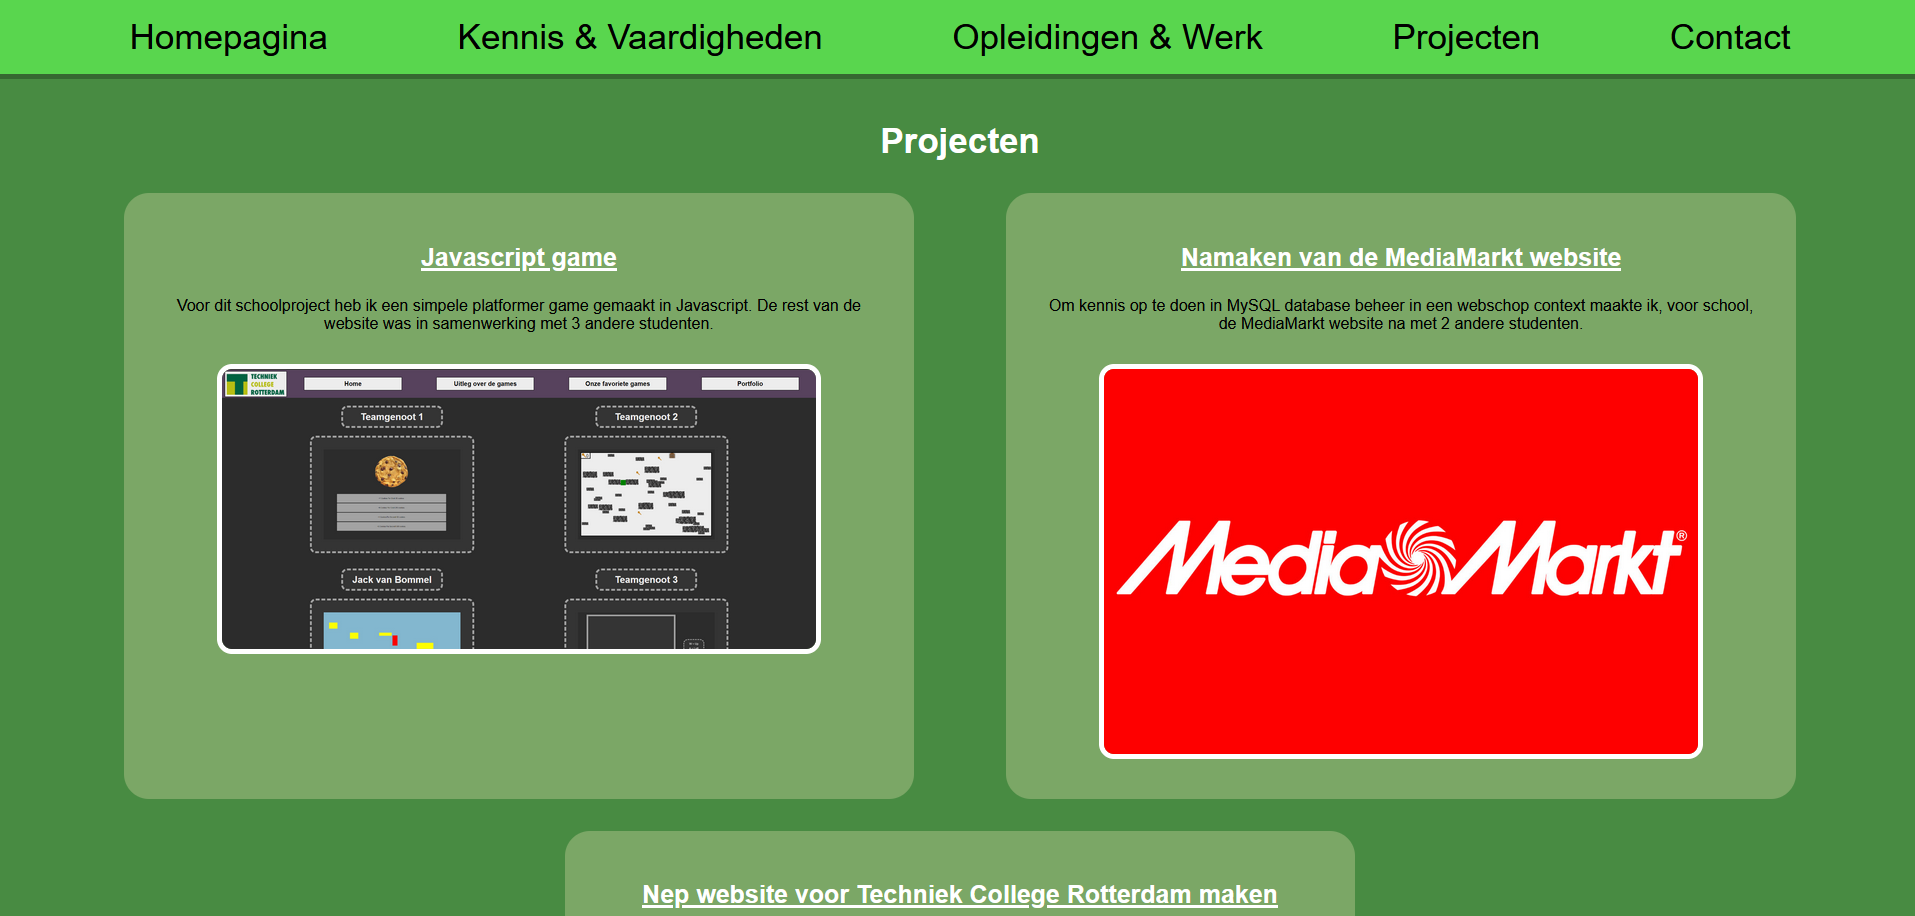 Homepagina Kennis & Vaardigheden Opleidingen & Werk Projecten Contact
Projecten
Javascript game
Voor dit schoolproject heb ik een simpele platformer game gemaakt in Javascript. De rest van de
website was in samenwerking met 3 andere studenten.
TECHNIEK
COLLEGE
ROTTERDAM
Home Uitleg over de games Onze favoriete games Portfolio
Teamgenoot 1 Teamgenoot 2
Jack van Bommel Teamgenoot 3
Namaken van de MediaMarkt website
Om kennis op te doen in MySQL database beheer in een webschop context maakte ik, voor school,
de MediaMarkt website na met 2 andere studenten.
Media Markt®
Nep website voor Techniek College Rotterdam maken